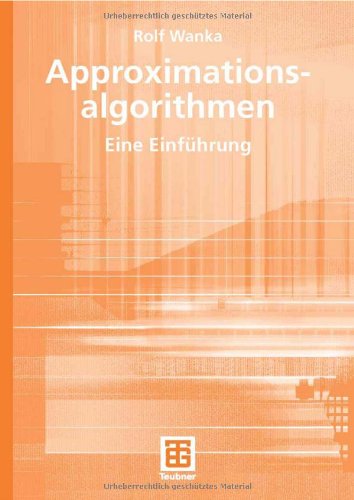 Urheberrechtlich geschütztes Material
Rolf Wanka
Approximations-
algorithmen
Eine Einführung
Teubner
Urheberrechtlich geschütztes Material